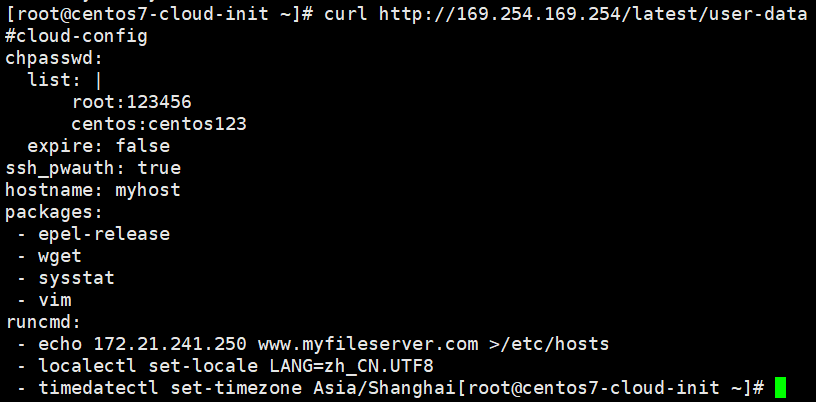 [root@centos7-cloud-init ~]# curl http://169.254.169.254/latest/user-data
#cloud-config
chpasswd:
  list: |
      root:123456
      centos:centos123
  expire: false
ssh_pwauth: true
hostname: myhost
packages:
 - epel-release
 - wget
 - sysstat
 - vim
runcmd:
 - echo 172.21.241.250 www.myfileserver.com >/etc/hosts
 - localectl set-locale LANG=zh_CN.UTF8
 - timedatectl set-timezone Asia/Shanghai[root@centos7-cloud-init ~]#